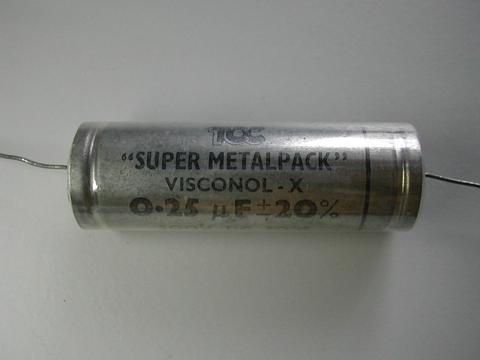 TCC
"SUPER METALPACK"
VISCONOL-X
0·25 μF ±20%